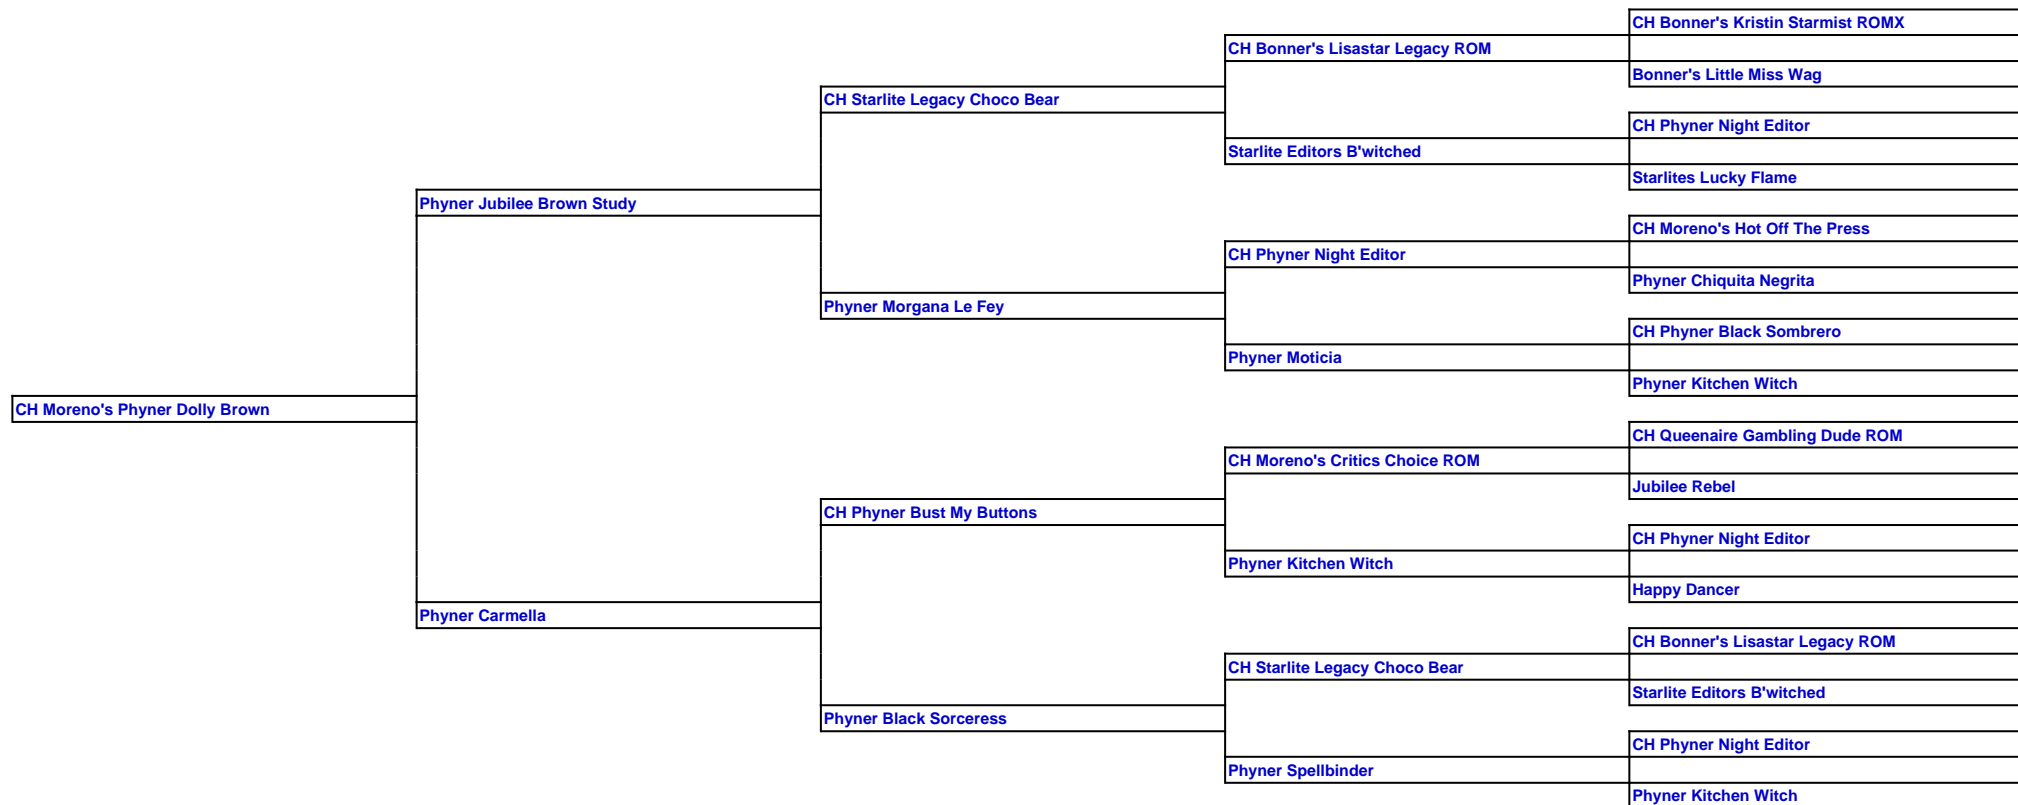 CH Bonner's Kristin Starmist ROMX
CH Bonner's Lisastar Legacy ROM
Bonner's Little Miss Wag
CH Starlite Legacy Choco Bear
CH Phyner Night Editor
Starlite Editors B'witched
Starlites Lucky Flame
Phyner Jubilee Brown Study
CH Moreno's Hot Off The Press
CH Phyner Night Editor
Phyner Chiquita Negrita
Phyner Morgana Le Fey
CH Phyner Black Sombrero
Phyner Moticia
Phyner Kitchen Witch
CH Moreno's Phyner Dolly Brown
CH Queenaire Gambling Dude ROM
CH Moreno's Critics Choice ROM
Jubilee Rebel
CH Phyner Bust My Buttons
CH Phyner Night Editor
Phyner Kitchen Witch
Happy Dancer
Phyner Carmella
CH Bonner's Lisastar Legacy ROM
CH Starlite Legacy Choco Bear
Starlite Editors B'witched
Phyner Black Sorceress
CH Phyner Night Editor
Phyner Spellbinder
Phyner Kitchen Witch